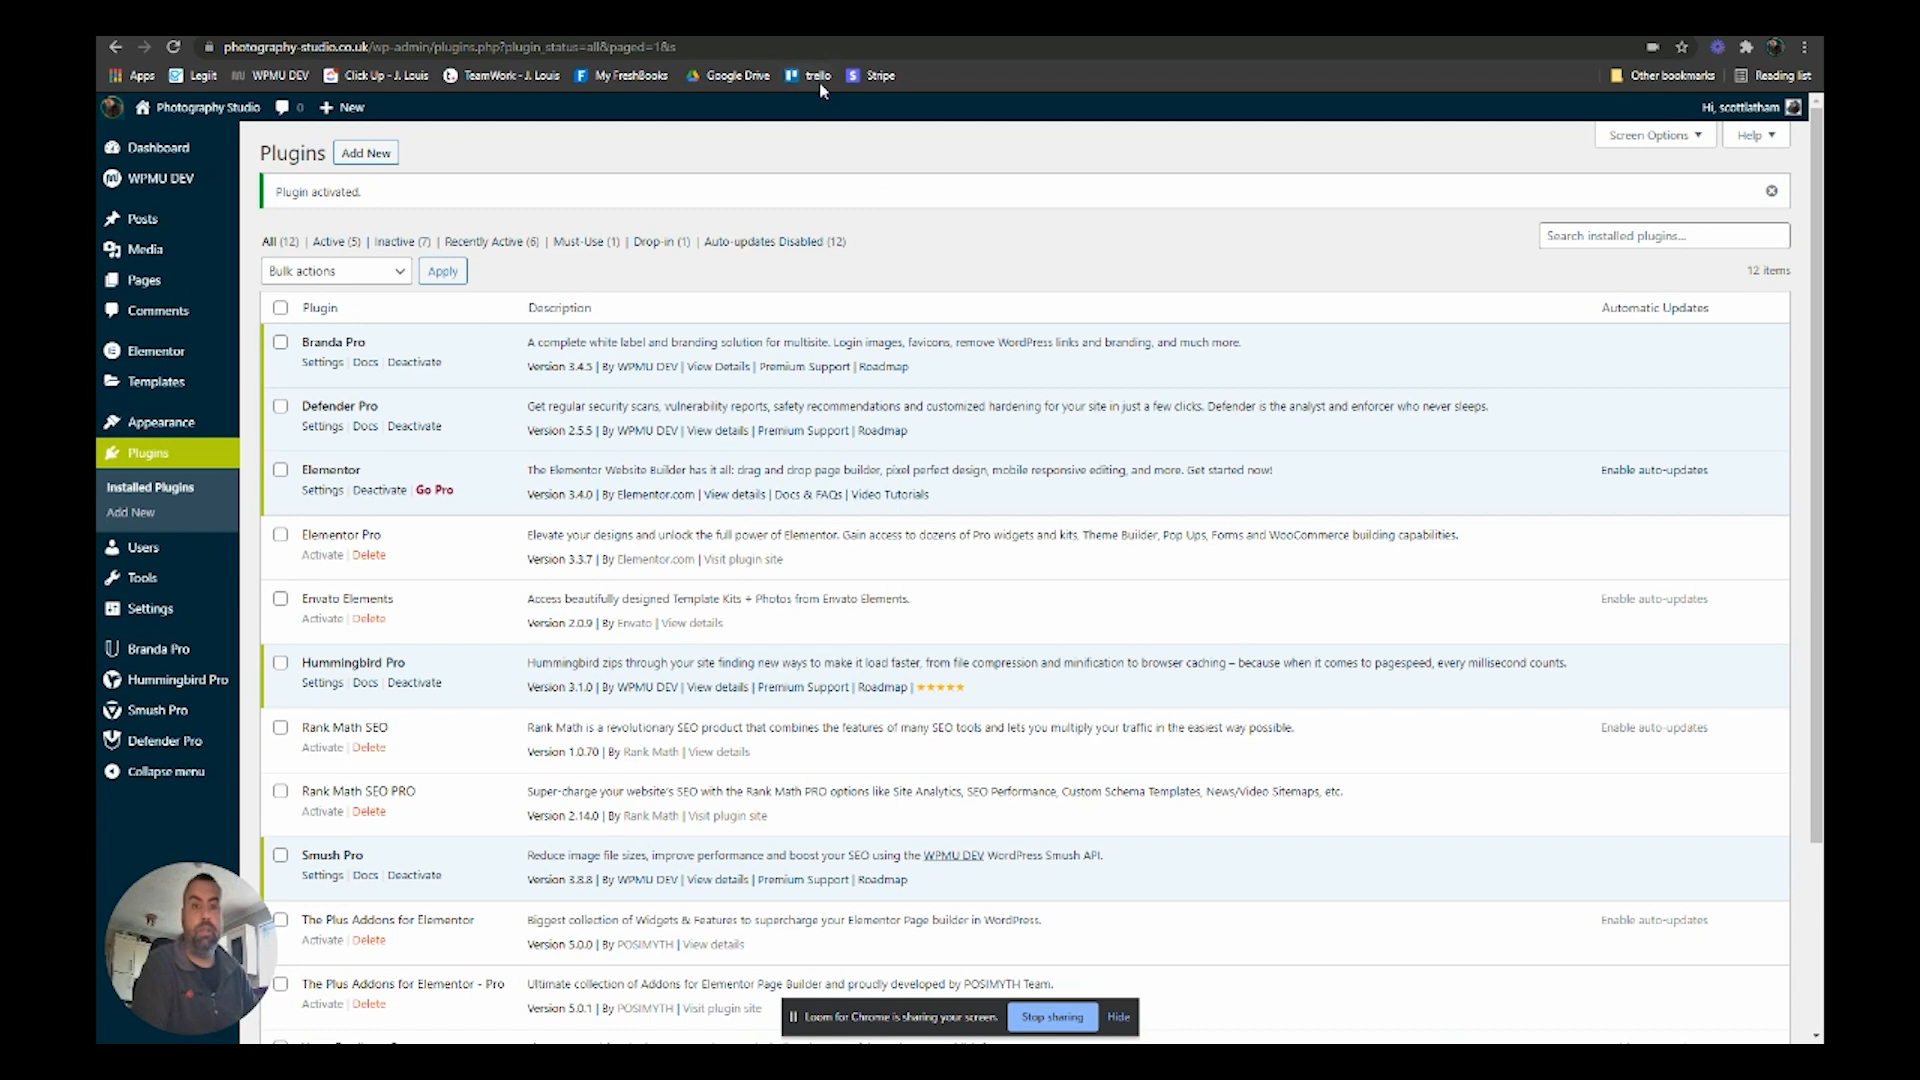 photography-studio.co.uk/wp-admin/plugins.php?plugin_status=all&paged=1&s
Apps Legiit WPMU DEV Click Up - J. Louis TeamWork - J. Louis My FreshBooks Google Drive trello Stripe Other bookmarks Reading list
Photography Studio 0 New Hi, scottlatham
Screen Options Help
Dashboard
WPMU DEV
Posts
Media
Pages
Comments
Elementor
Templates
Appearance
Plugins
Installed Plugins
Add New
Users
Tools
Settings
Branda Pro
Hummingbird Pro
Smush Pro
Defender Pro
Collapse menu
Plugins Add New
Plugin activated.
All (12) | Active (5) | Inactive (7) | Recently Active (6) | Must-Use (1) | Drop-in (1) | Auto-updates Disabled (12)
Search installed plugins...
Bulk actions Apply
12 items
Plugin Description Automatic Updates
Branda Pro A complete white label and branding solution for multisite. Login images, favicons, remove WordPress links and branding, and much more.
Settings | Docs | Deactivate
Version 3.4.5 | By WPMU DEV | View Details | Premium Support | Roadmap
Defender Pro Get regular security scans, vulnerability reports, safety recommendations and customized hardening for your site in just a few clicks. Defender is the analyst and enforcer who never sleeps.
Settings | Docs | Deactivate
Version 2.5.5 | By WPMU DEV | View details | Premium Support | Roadmap
Elementor The Elementor Website Builder has it all: drag and drop page builder, pixel perfect design, mobile responsive editing, and more. Get started now! Enable auto-updates
Settings | Deactivate | Go Pro
Version 3.4.0 | By Elementor.com | View details | Docs & FAQs | Video Tutorials
Elementor Pro Elevate your designs and unlock the full power of Elementor. Gain access to dozens of Pro widgets and kits, Theme Builder, Pop Ups, Forms and WooCommerce building capabilities.
Activate | Delete
Version 3.3.7 | By Elementor.com | Visit plugin site
Envato Elements Access beautifully designed Template Kits + Photos from Envato Elements. Enable auto-updates
Activate | Delete
Version 2.0.9 | By Envato | View details
Hummingbird Pro Hummingbird zips through your site finding new ways to make it load faster, from file compression and minification to browser caching – because when it comes to pagespeed, every millisecond counts.
Settings | Docs | Deactivate
Version 3.1.0 | By WPMU DEV | View details | Premium Support | Roadmap | ★★★★★
Rank Math SEO Rank Math is a revolutionary SEO product that combines the features of many SEO tools and lets you multiply your traffic in the easiest way possible. Enable auto-updates
Activate | Delete
Version 1.0.70 | By Rank Math | View details
Rank Math SEO PRO Super-charge your website's SEO with the Rank Math PRO options like Site Analytics, SEO Performance, Custom Schema Templates, News/Video Sitemaps, etc.
Activate | Delete
Version 2.14.0 | By Rank Math | Visit plugin site
Smush Pro Reduce image file sizes, improve performance and boost your SEO using the WPMU DEV WordPress Smush API.
Settings | Docs | Deactivate
Version 3.8.8 | By WPMU DEV | View details | Premium Support | Roadmap
The Plus Addons for Elementor Biggest collection of Widgets & Features to supercharge your Elementor Page builder in WordPress. Enable auto-updates
Activate | Delete
Version 5.0.0 | By POSIMYTH | View details
The Plus Addons for Elementor - Pro Ultimate collection of Addons for Elementor Page Builder and proudly developed by POSIMYTH Team.
Activate | Delete
Version 5.0.1 | By POSIMYTH | Visit plugin site
Loom for Chrome is sharing your screen. Stop sharing Hide